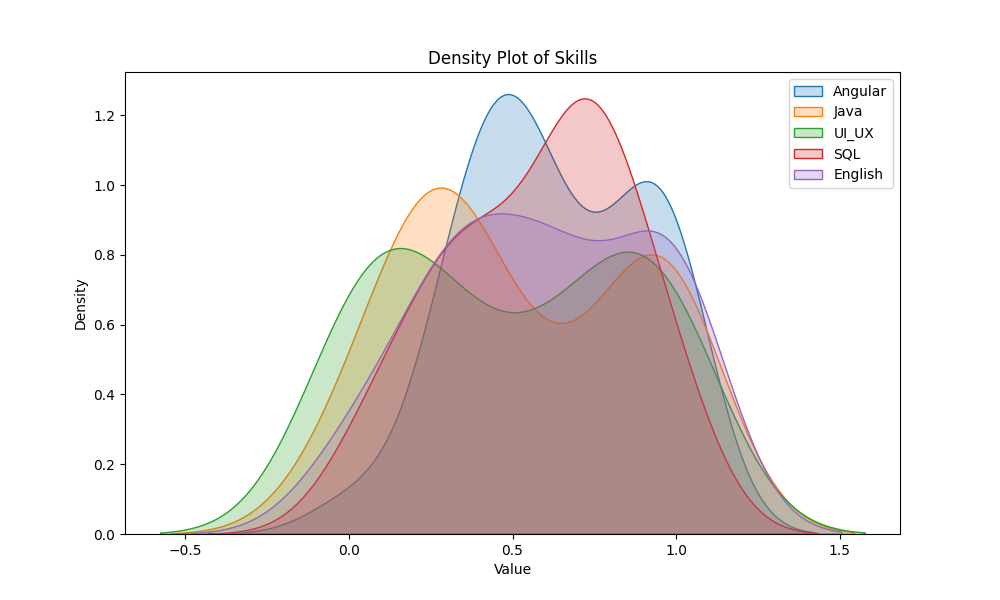 Density Plot of Skills
Density
1.2
1.0
0.8
0.6
0.4
0.2
0.0
−0.5
0.0
0.5
1.0
1.5
Value
Angular
Java
UI_UX
SQL
English